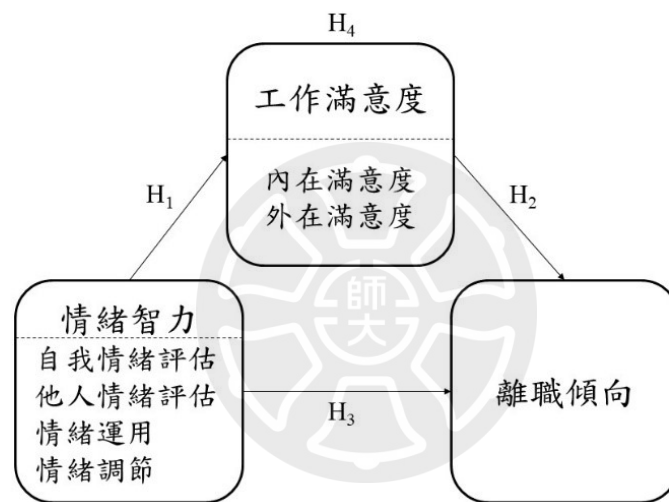 H₄
工作滿意度
內在滿意度
外在滿意度
H₁
H₂
情緒智力
自我情緒評估
他人情緒評估
情緒運用
情緒調節
H₃
離職傾向
師大